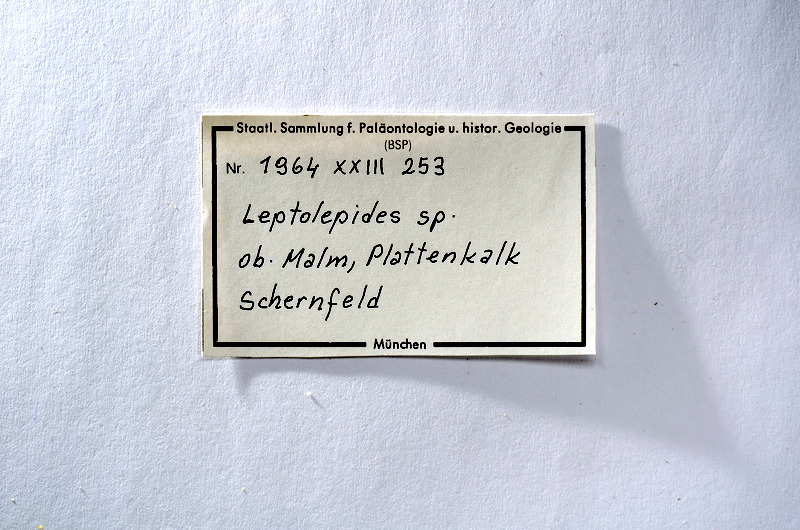 Staatl. Sammlung f. Paläontologie u. histor. Geologie
(BSP)
Nr. 1964 XXIII 253
Leptolepides sp.
ob. Malm, Plattenkalk
Schernfeld
München